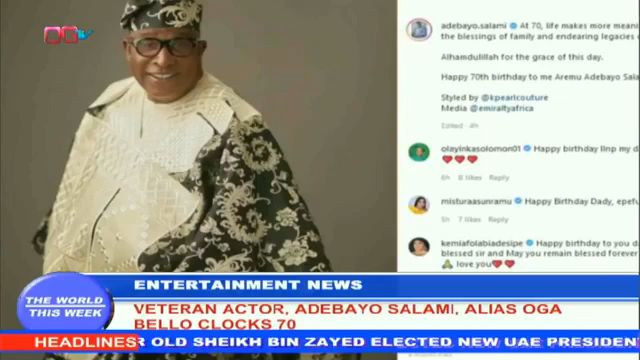 adebayo.salami At 70, life makes more meani
the blessings of family and endearing legacies
Alhamdulillah for the grace of this day.
Happy 70th birthday to me Aremu Adebayo Sala
Styled by @kpearlcouture
Media @emiraltyafrica
Edited · 4h
olayinkasolomon01 Happy birthday IInp my d
6h 8 likes Reply
misturaasunramu Happy Birthday Dady, epefu
5h 7 likes Reply
kemiafolabiadesipe Happy birthday to you da
blessed sir and May you remain blessed forever
love you
ENTERTAINMENT NEWS
THE WORLD
THIS WEEK
VETERAN ACTOR, ADEBAYO SALAMI, ALIAS OGA
BELLO CLOCKS 70
HEADLINES
R OLD SHEIKH BIN ZAYED ELECTED NEW UAE PRESIDEN